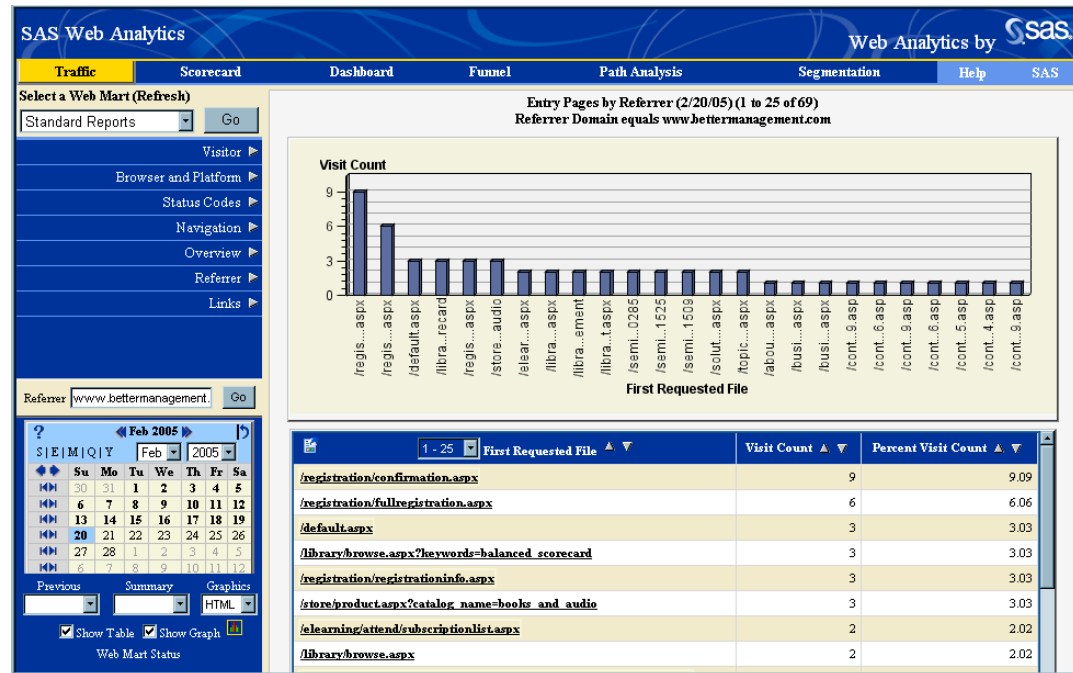 SAS Web Analytics
Web Analytics by Ssas.
Traffic Scorecard Dashboard Funnel Path Analysis Segmentation Help SAS
Select a Web Mart (Refresh)
Standard Reports Go
Visitor
Browser and Platform
Status Codes
Navigation
Overview
Referrer
Links
Referrer www.bettermanagement. Go
? Feb 2005
S|E|M|Q|Y Feb 2005
Su Mo Tu We Th Fr Sa
30 31 1 2 3 4 5
6 7 8 9 10 11 12
13 14 15 16 17 18 19
20 21 22 23 24 25 26
27 28 1 2 3 4 5
6 7 8 9 10 11 12
Previous Summary Graphics
HTML
Show Table Show Graph
Web Mart Status
Entry Pages by Referrer (2/20/05) (1 to 25 of 69)
Referrer Domain equals www.bettermanagement.com
Visit Count
9
6
3
0
/regis...aspx
/regis...aspx
/default.aspx
/libra...recard
/regis...aspx
/store...audio
/elear...aspx
/libra...aspx
/libra...ement
/libra...t.aspx
/semi...0285
/semi...1525
/semi...1509
/solut...aspx
/topic...aspx
/abou...aspx
/busi...aspx
/busi...aspx
/cont...9.asp
/cont...6.asp
/cont...9.asp
/cont...6.asp
/cont...5.asp
/cont...4.asp
/cont...9.asp
First Requested File
1 - 25 First Requested File Visit Count Percent Visit Count
/registration/confirmation.aspx 9 9.09
/registration/fullregistration.aspx 6 6.06
/default.aspx 3 3.03
/library/browse.aspx?keywords=balanced_scorecard 3 3.03
/registration/registrationinfo.aspx 3 3.03
/store/product.aspx?catalog_name=books_and_audio 3 3.03
/elearning/attend/subscriptionlist.aspx 2 2.02
/library/browse.aspx 2 2.02